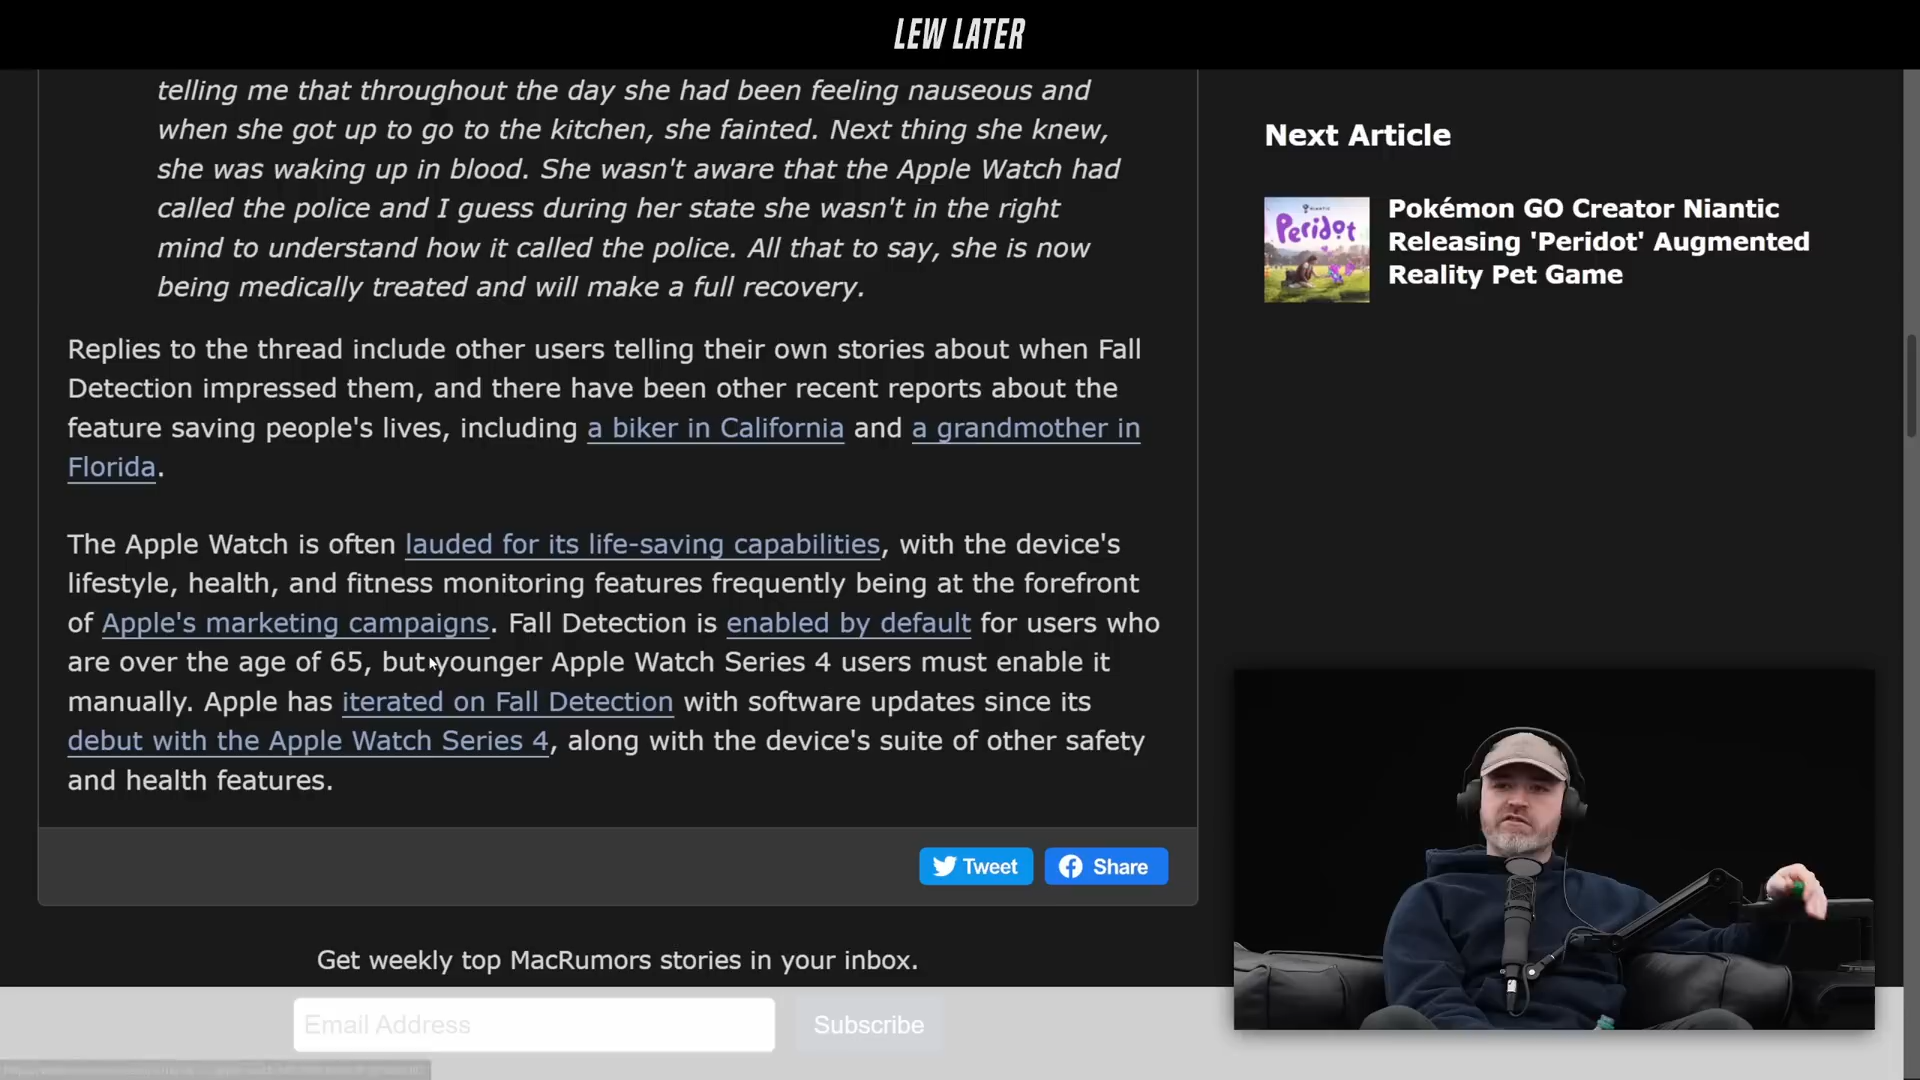 LEW LATER
telling me that throughout the day she had been feeling nauseous and
when she got up to go to the kitchen, she fainted. Next thing she knew,
she was waking up in blood. She wasn't aware that the Apple Watch had
called the police and I guess during her state she wasn't in the right
mind to understand how it called the police. All that to say, she is now
being medically treated and will make a full recovery.
Replies to the thread include other users telling their own stories about when Fall
Detection impressed them, and there have been other recent reports about the
feature saving people's lives, including a biker in California and a grandmother in
Florida.
The Apple Watch is often lauded for its life-saving capabilities, with the device's
lifestyle, health, and fitness monitoring features frequently being at the forefront
of Apple's marketing campaigns. Fall Detection is enabled by default for users who
are over the age of 65, but younger Apple Watch Series 4 users must enable it
manually. Apple has iterated on Fall Detection with software updates since its
debut with the Apple Watch Series 4, along with the device's suite of other safety
and health features.
Tweet
Share
Get weekly top MacRumors stories in your inbox.
Email Address
Subscribe
Next Article
NIANTIC
Peridot
Pokémon GO Creator Niantic
Releasing 'Peridot' Augmented
Reality Pet Game